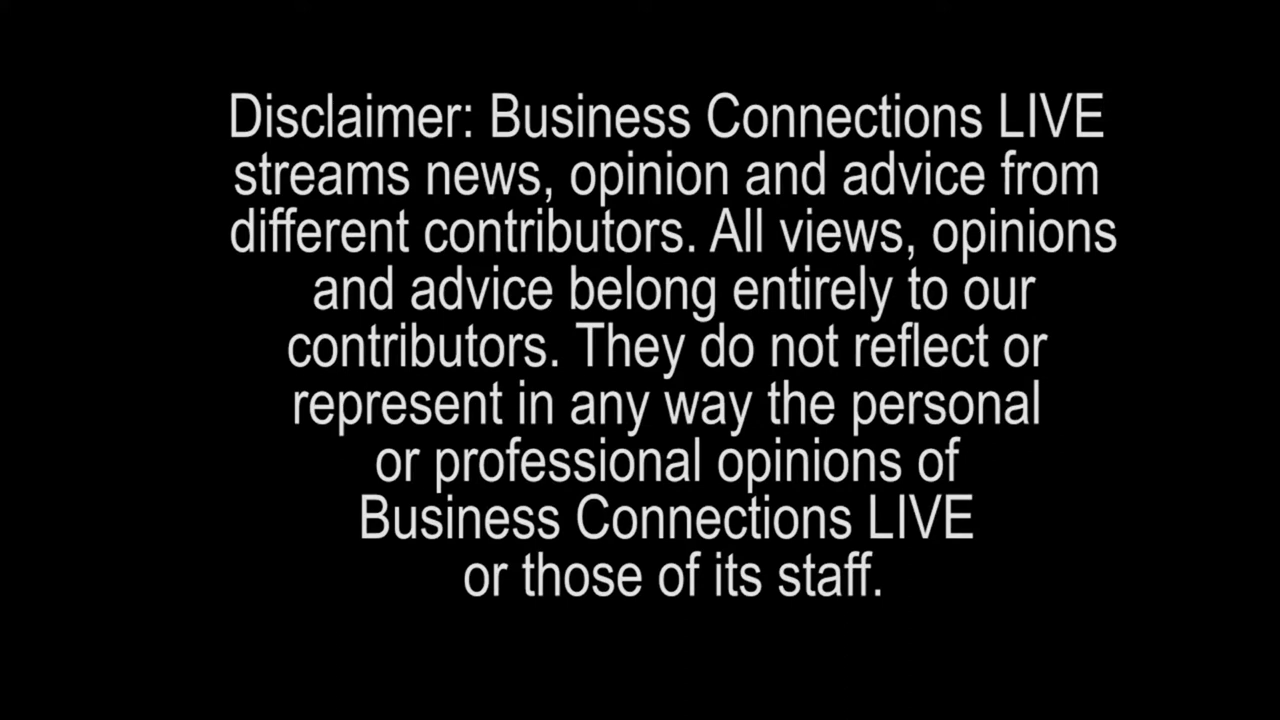 Disclaimer: Business Connections LIVE
streams news, opinion and advice from
different contributors. All views, opinions
and advice belong entirely to our
contributors. They do not reflect or
represent in any way the personal
or professional opinions of
Business Connections LIVE
or those of its staff.